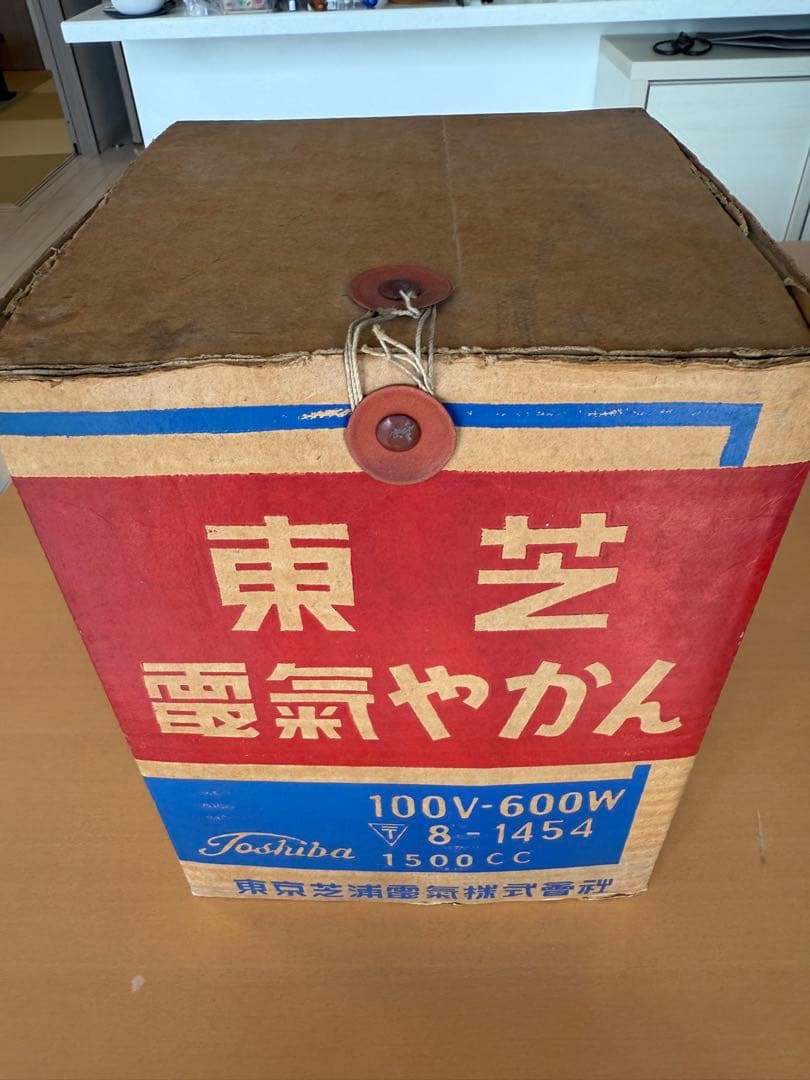 東芝
電氣やかん
100V-600W
〒 8-1454
Toshiba 1500CC
東京芝浦電氣株式會社